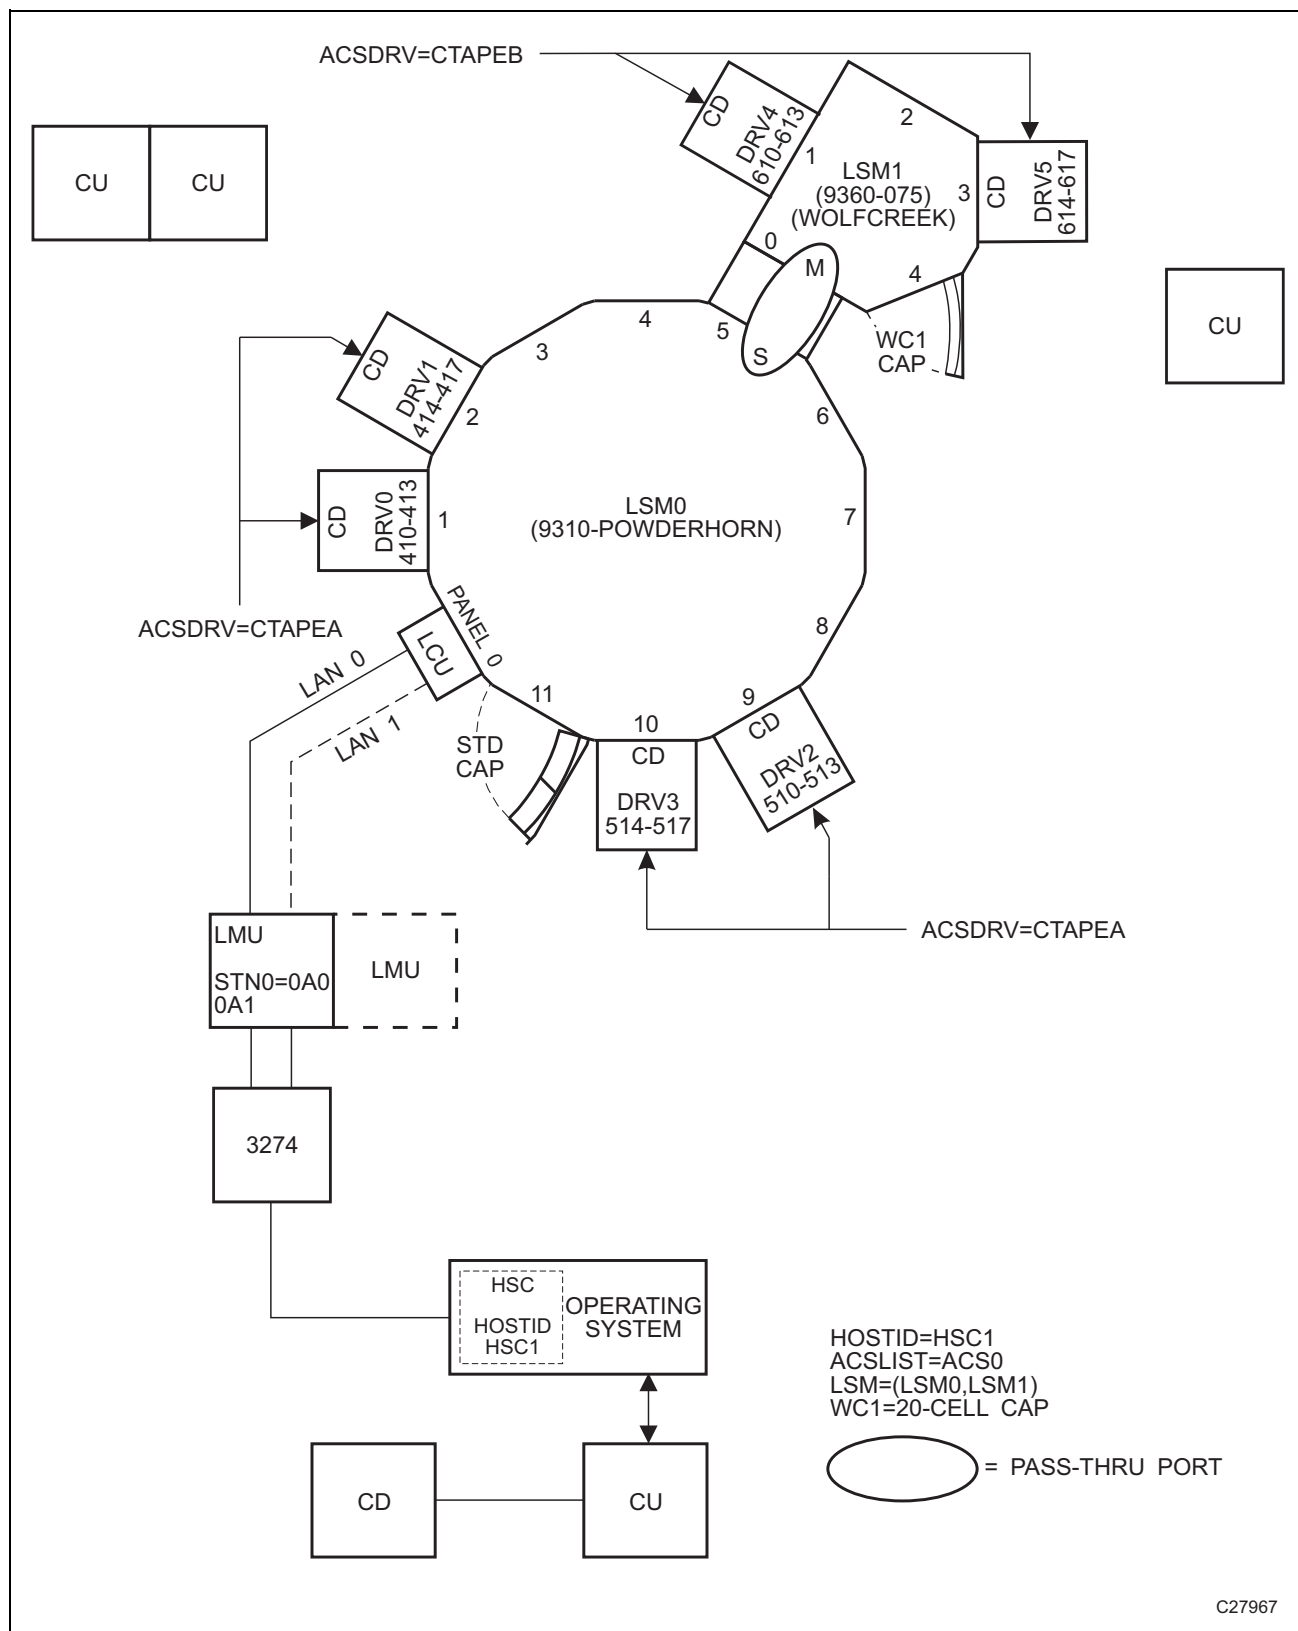 ACSDRV=CTAPEB
CD
DRV4
610-613
2
1
LSM1
(9360-075)
(WOLFCREEK)
3
CD
DRV5
614-617
CU
CU
0
M
4
CU
WC1
CAP
5
S
4
3
CD
DRV1
414-417
2
6
CD
DRV0
410-413
1
LSM0
(9310-POWDERHORN)
7
PANEL 0
ACSDRV=CTAPEA
LCU
8
LAN 0
LAN 1
11
10
9
STD
CAP
CD
DRV3
514-517
CD
DRV2
510-513
ACSDRV=CTAPEA
LMU
STN0=0A0
0A1
LMU
3274
HSC
HOSTID
HSC1
OPERATING
SYSTEM
HOSTID=HSC1
ACSLIST=ACS0
LSM=(LSM0,LSM1)
WC1=20-CELL CAP
= PASS-THRU PORT
CD
CU
C27967